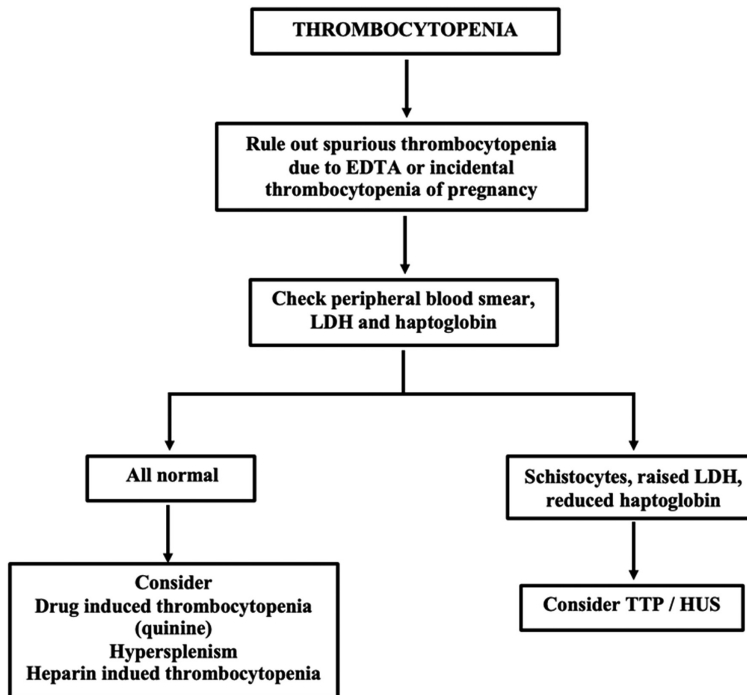 THROMBOCYTOPENIA
Rule out spurious thrombocytopenia
due to EDTA or incidental
thrombocytopenia of pregnancy
Check peripheral blood smear,
LDH and haptoglobin
All normal
Schistocytes, raised LDH,
reduced haptoglobin
Consider
Drug induced thrombocytopenia
(quinine)
Hypersplenism
Heparin indued thrombocytopenia
Consider TTP / HUS